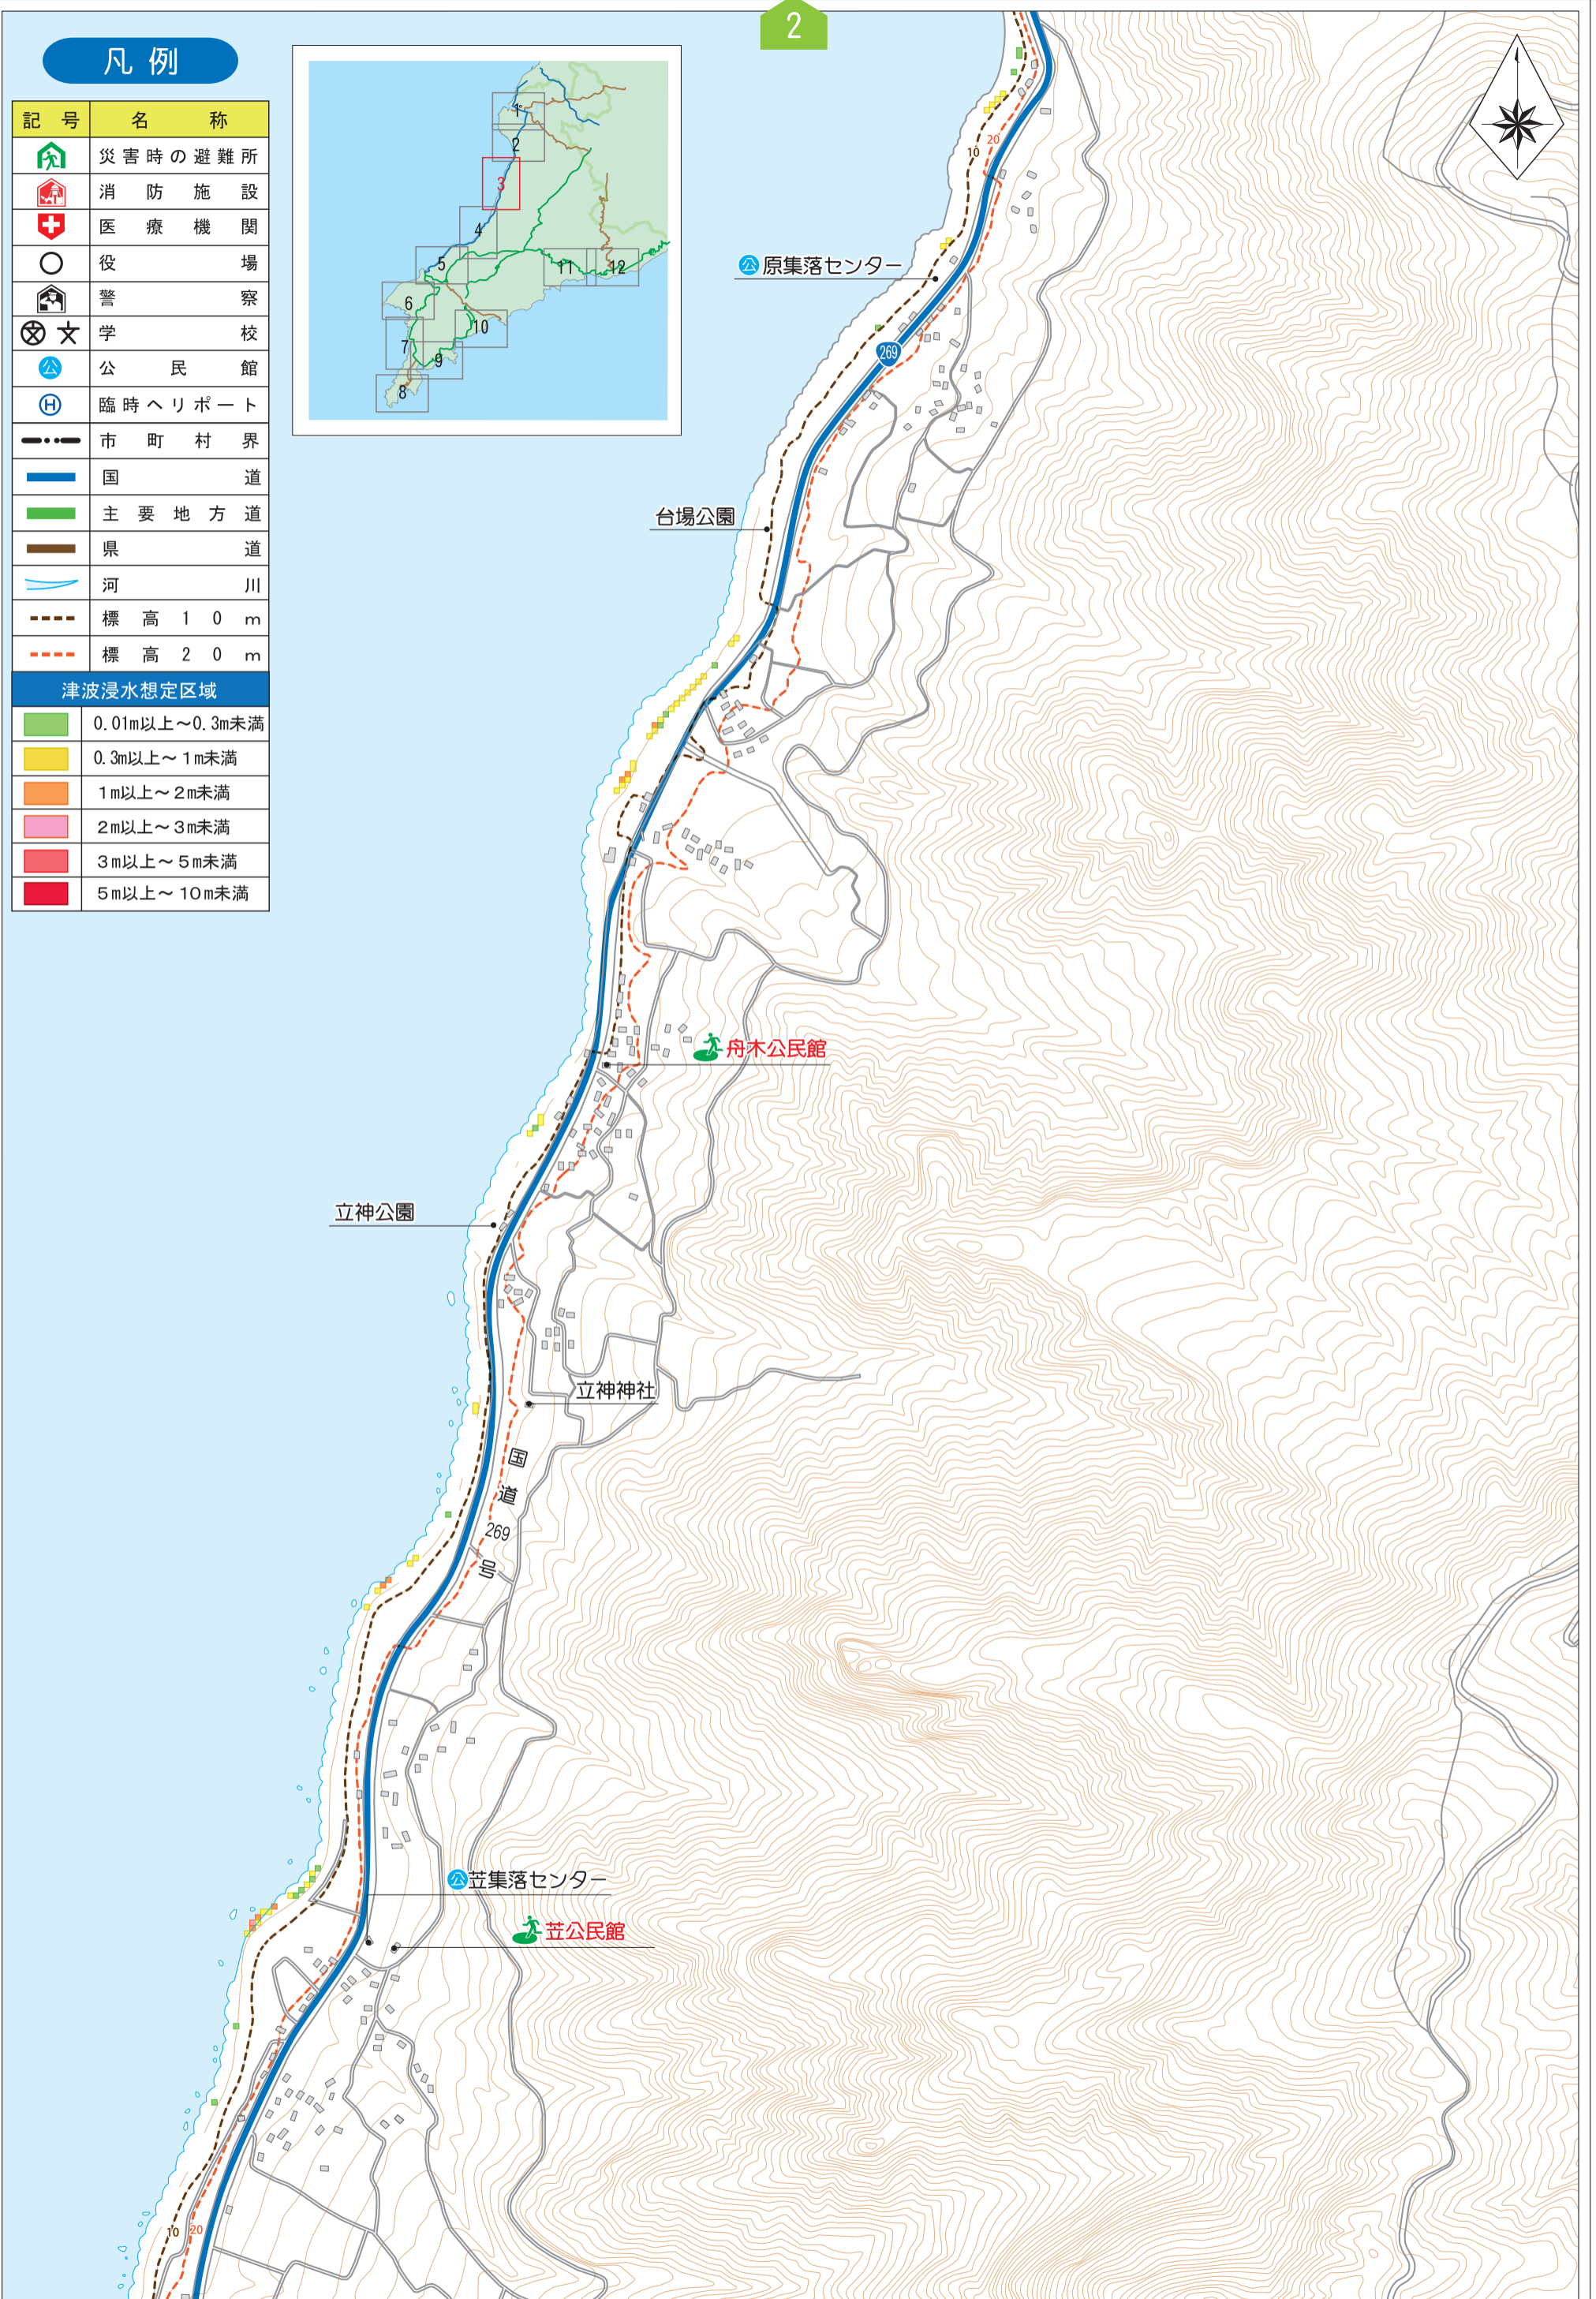 2
凡例
記号 名称
災害時の避難所
消防施設
医療機関
役場
警察
文 学校
公 公民館
H 臨時ヘリポート
市町村界
国道
主要地方道
県道
河川
標高10m
標高20m
津波浸水想定区域
0.01m以上～0.3m未満
0.3m以上～1m未満
1m以上～2m未満
2m以上～3m未満
3m以上～5m未満
5m以上～10m未満
1
2
3
4
5
11
12
6
10
7
9
8
20
10
公原集落センター
269
台場公園
舟木公民館
立神公園
立神神社
国道269号
公笠集落センター
笠公民館
10
20